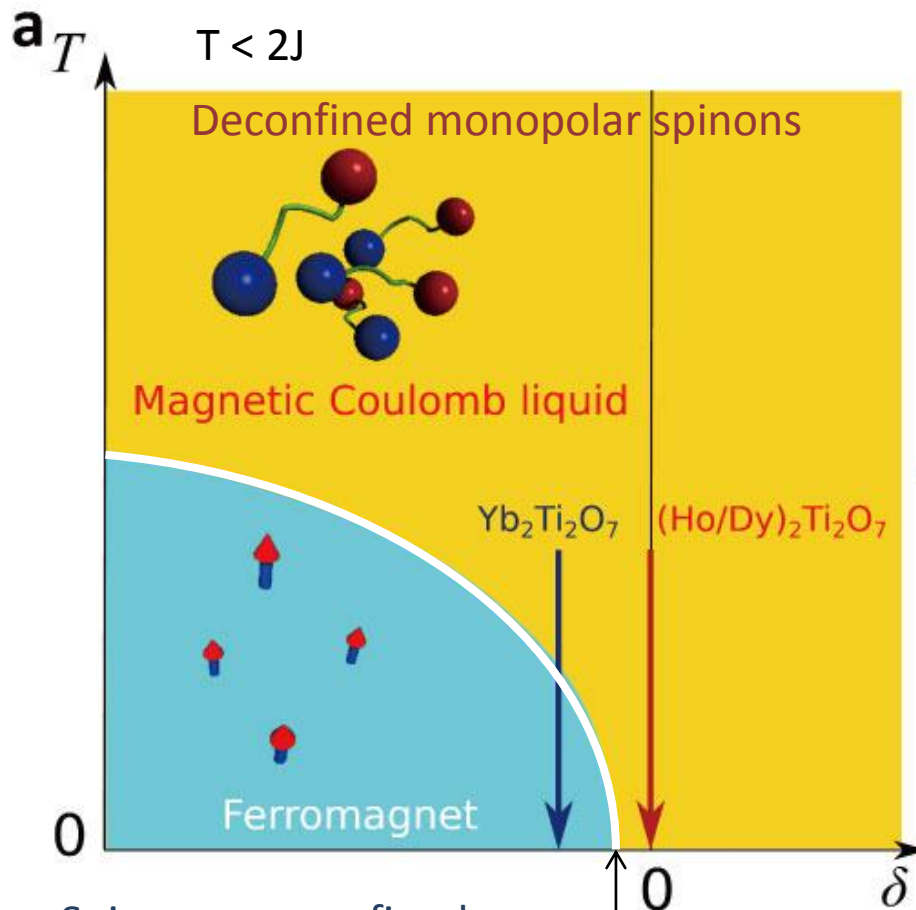 a
T
T < 2J
Deconfined monopolar spinons
Magnetic Coulomb liquid
Yb₂Ti₂O₇
(Ho/Dy)₂Ti₂O₇
Ferromagnet
0
0
δ